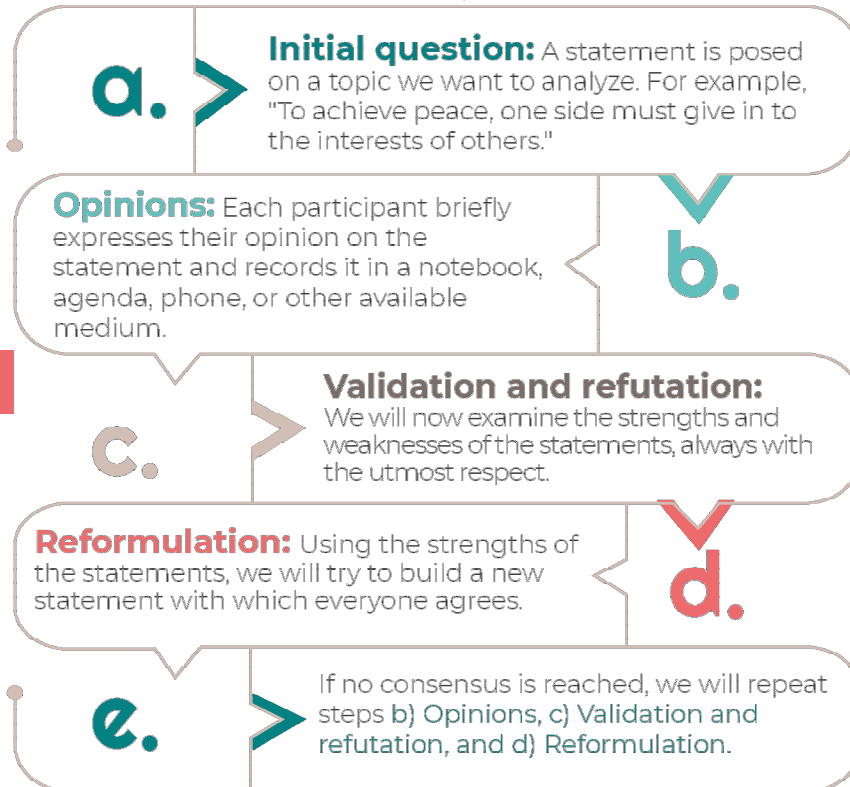 a.
Initial question: A statement is posed
on a topic we want to analyze. For example,
"To achieve peace, one side must give in to
the interests of others."
Opinions: Each participant briefly
expresses their opinion on the
statement and records it in a notebook,
agenda, phone, or other available
medium.
b.
c.
Validation and refutation:
We will now examine the strengths and
weaknesses of the statements, always with
the utmost respect.
Reformulation: Using the strengths of
the statements, we will try to build a new
statement with which everyone agrees.
d.
e.
If no consensus is reached, we will repeat
steps b) Opinions, c) Validation and
refutation, and d) Reformulation.